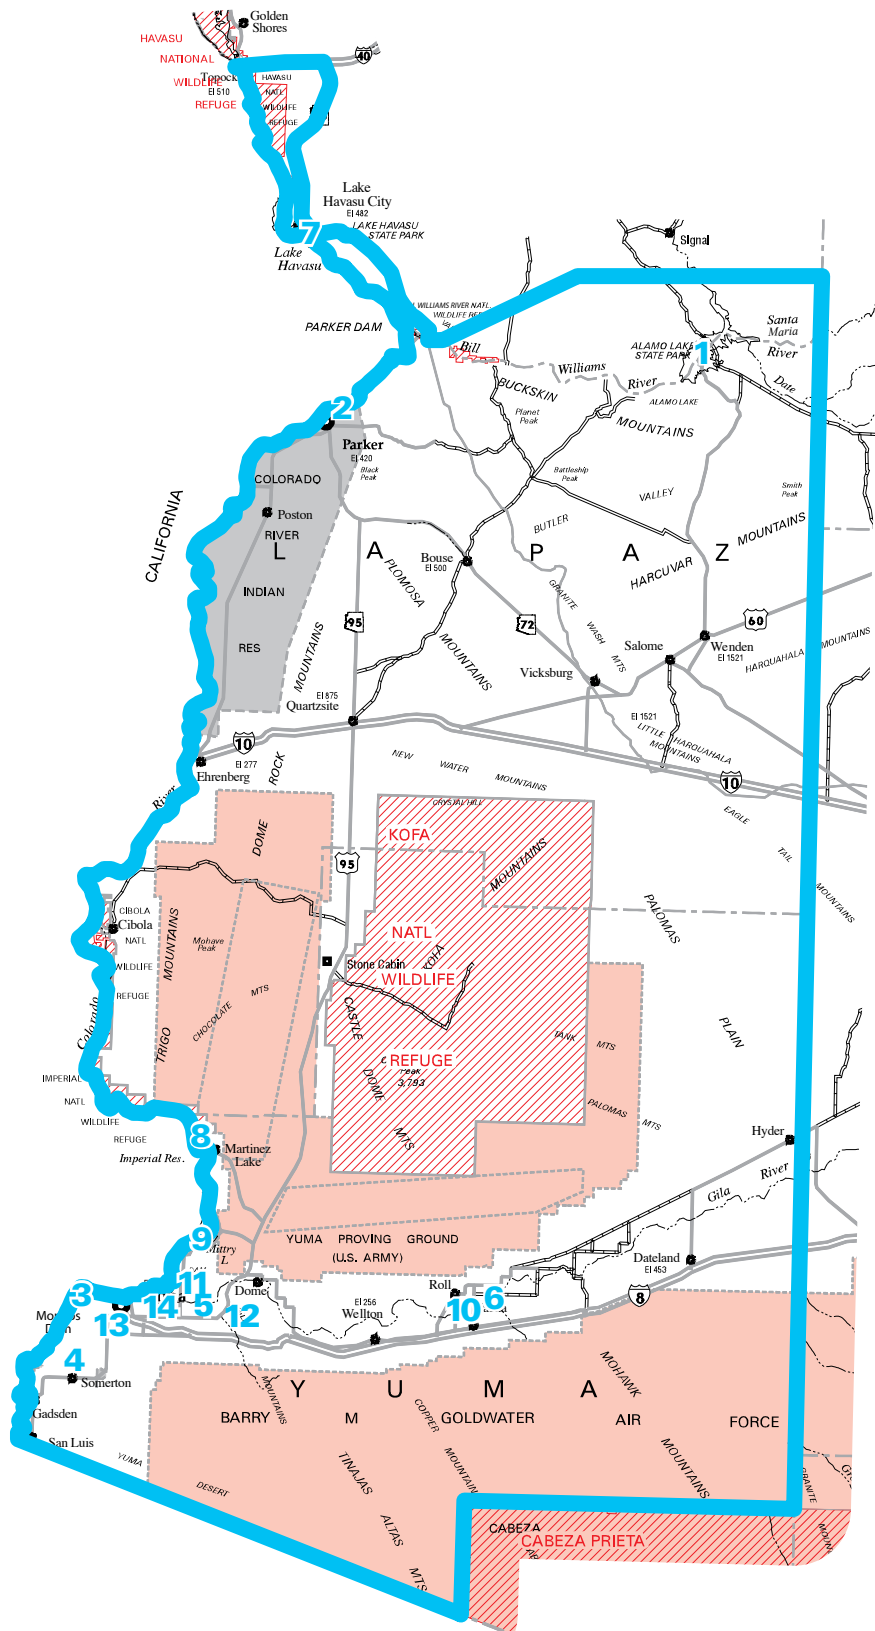 Golden
Shores
HAVASU
NATIONAL
WILDLIFE
REFUGE
40
Topock
El 510
HAVASU
NATL
WILDLIFE
REFUGE
Lake
Havasu City
El 482
7
LAKE HAVASU
STATE PARK
Lake
Havasu
Signal
WILLIAMS RIVER NATL
PARKER DAM
Bill
Williams
River
Santa
Maria
River
ALAMO LAKE
STATE PARK
1
Date
BUCKSKIN
ALAMO LAKE
2
Planet
Peak
MOUNTAINS
Parker
El 420
Black
Peak
Battleship
Peak
COLORADO
VALLEY
Smith
Peak
CALIFORNIA
Poston
BUTLER
MOUNTAINS
RIVER
L A P A Z
Bouse
El 500
HARCUVAR
PLOMOSA
INDIAN
GRANITE
WASH
MTS
95
72
60
RES
MOUNTAINS
MOUNTAINS
Salome
Wenden
El 1521
HARQUAHALA MOUNTAINS
Vicksburg
El 875
Quartzsite
El 1521
LITTLE HARQUAHALA
MOUNTAINS
10
El 277
Ehrenberg
ROCK
NEW WATER MOUNTAINS
10
River
CRYSTAL HILL
EAGLE
TAIL
MOUNTAINS
DOME
KOFA
95
MOUNTAINS
PALOMAS
CIBOLA
Cibola
NATL
WILDLIFE
REFUGE
MOUNTAINS
Mohave
Peak
NATL
KOFA
Stone Cabin
WILDLIFE
CHOCOLATE MTS
Colorado
TRIGO
CASTLE
PLAIN
TANK MTS
REFUGE
Peak
3,793
DOME
IMPERIAL
NATL
WILDLIFE
REFUGE
PALOMAS MTS
MTS
8
Martinez
Lake
Hyder
Imperial Res.
Gila River
9
Mittry
L
YUMA PROVING GROUND
(U.S. ARMY)
Dateland
El 453
3
11
Dome
Roll
6
8
14
5
12
El 256
Wellton
10
13
4
Somerton
MOHAWK
Y U M A
MOUNTAINS
Gadsden
BARRY M GOLDWATER AIR FORCE
COPPER
San Luis
YUMA
DESERT
TINAJAS
ALTAS
MTS
MOUNTAINS
GRANITE
CABEZA
CABEZA PRIETA